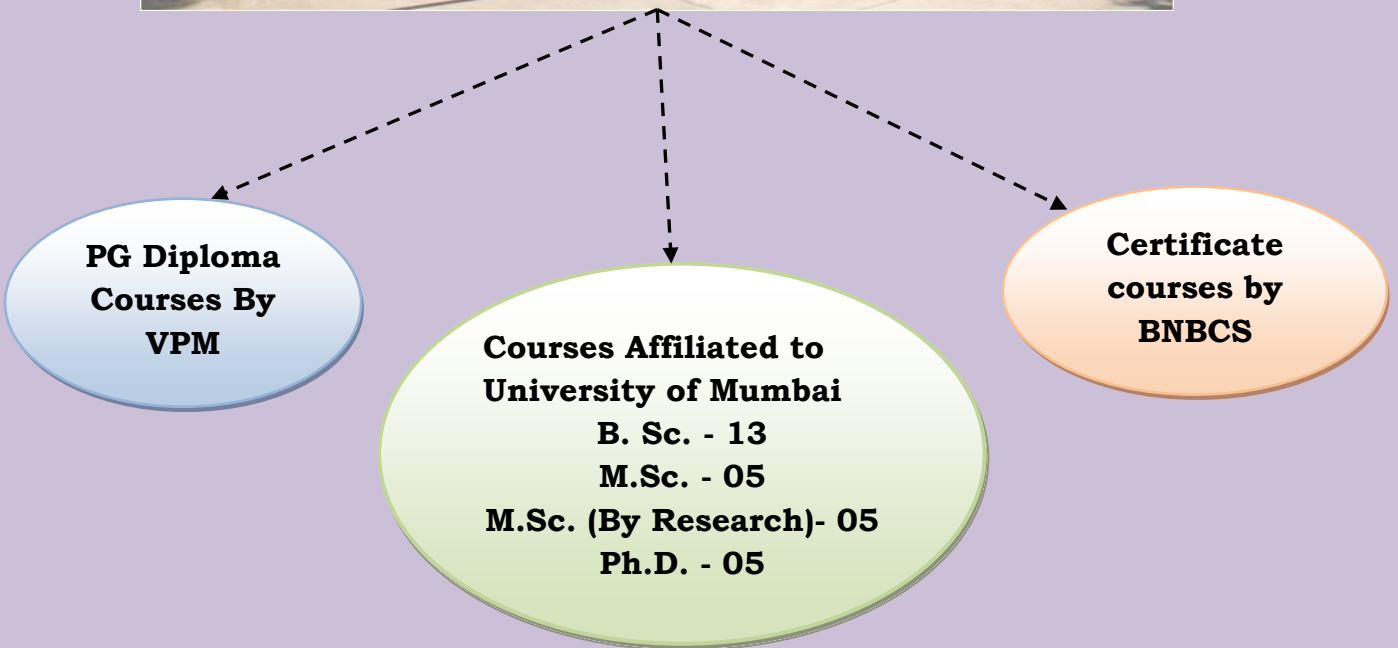 PG Diploma
Courses By
VPM
Courses Affiliated to
University of Mumbai
B. Sc. - 13
M.Sc. - 05
M.Sc. (By Research)- 05
Ph.D. - 05
Certificate
courses by
BNBCS